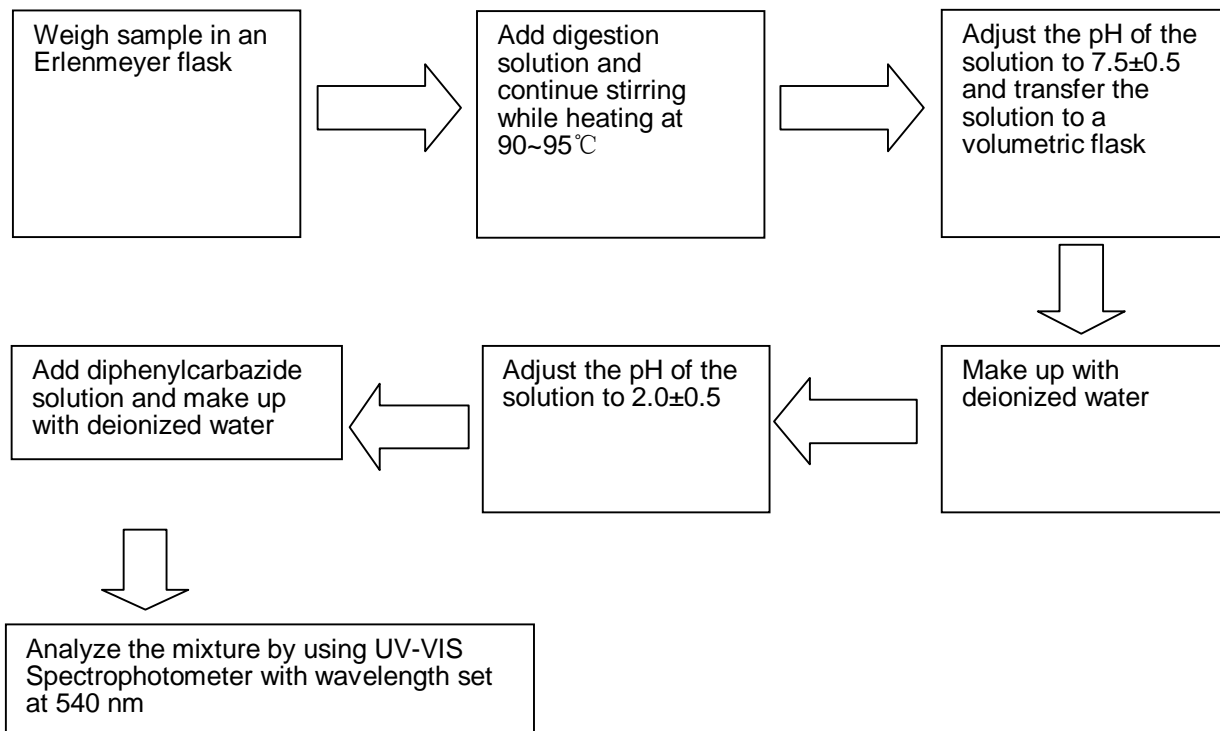 Weigh sample in an
Erlenmeyer flask
Add digestion
solution and
continue stirring
while heating at
90~95℃
Adjust the pH of the
solution to 7.5±0.5
and transfer the
solution to a
volumetric flask
Make up with
deionized water
Adjust the pH of the
solution to 2.0±0.5
Add diphenylcarbazide
solution and make up
with deionized water
Analyze the mixture by using UV-VIS
Spectrophotometer with wavelength set
at 540 nm